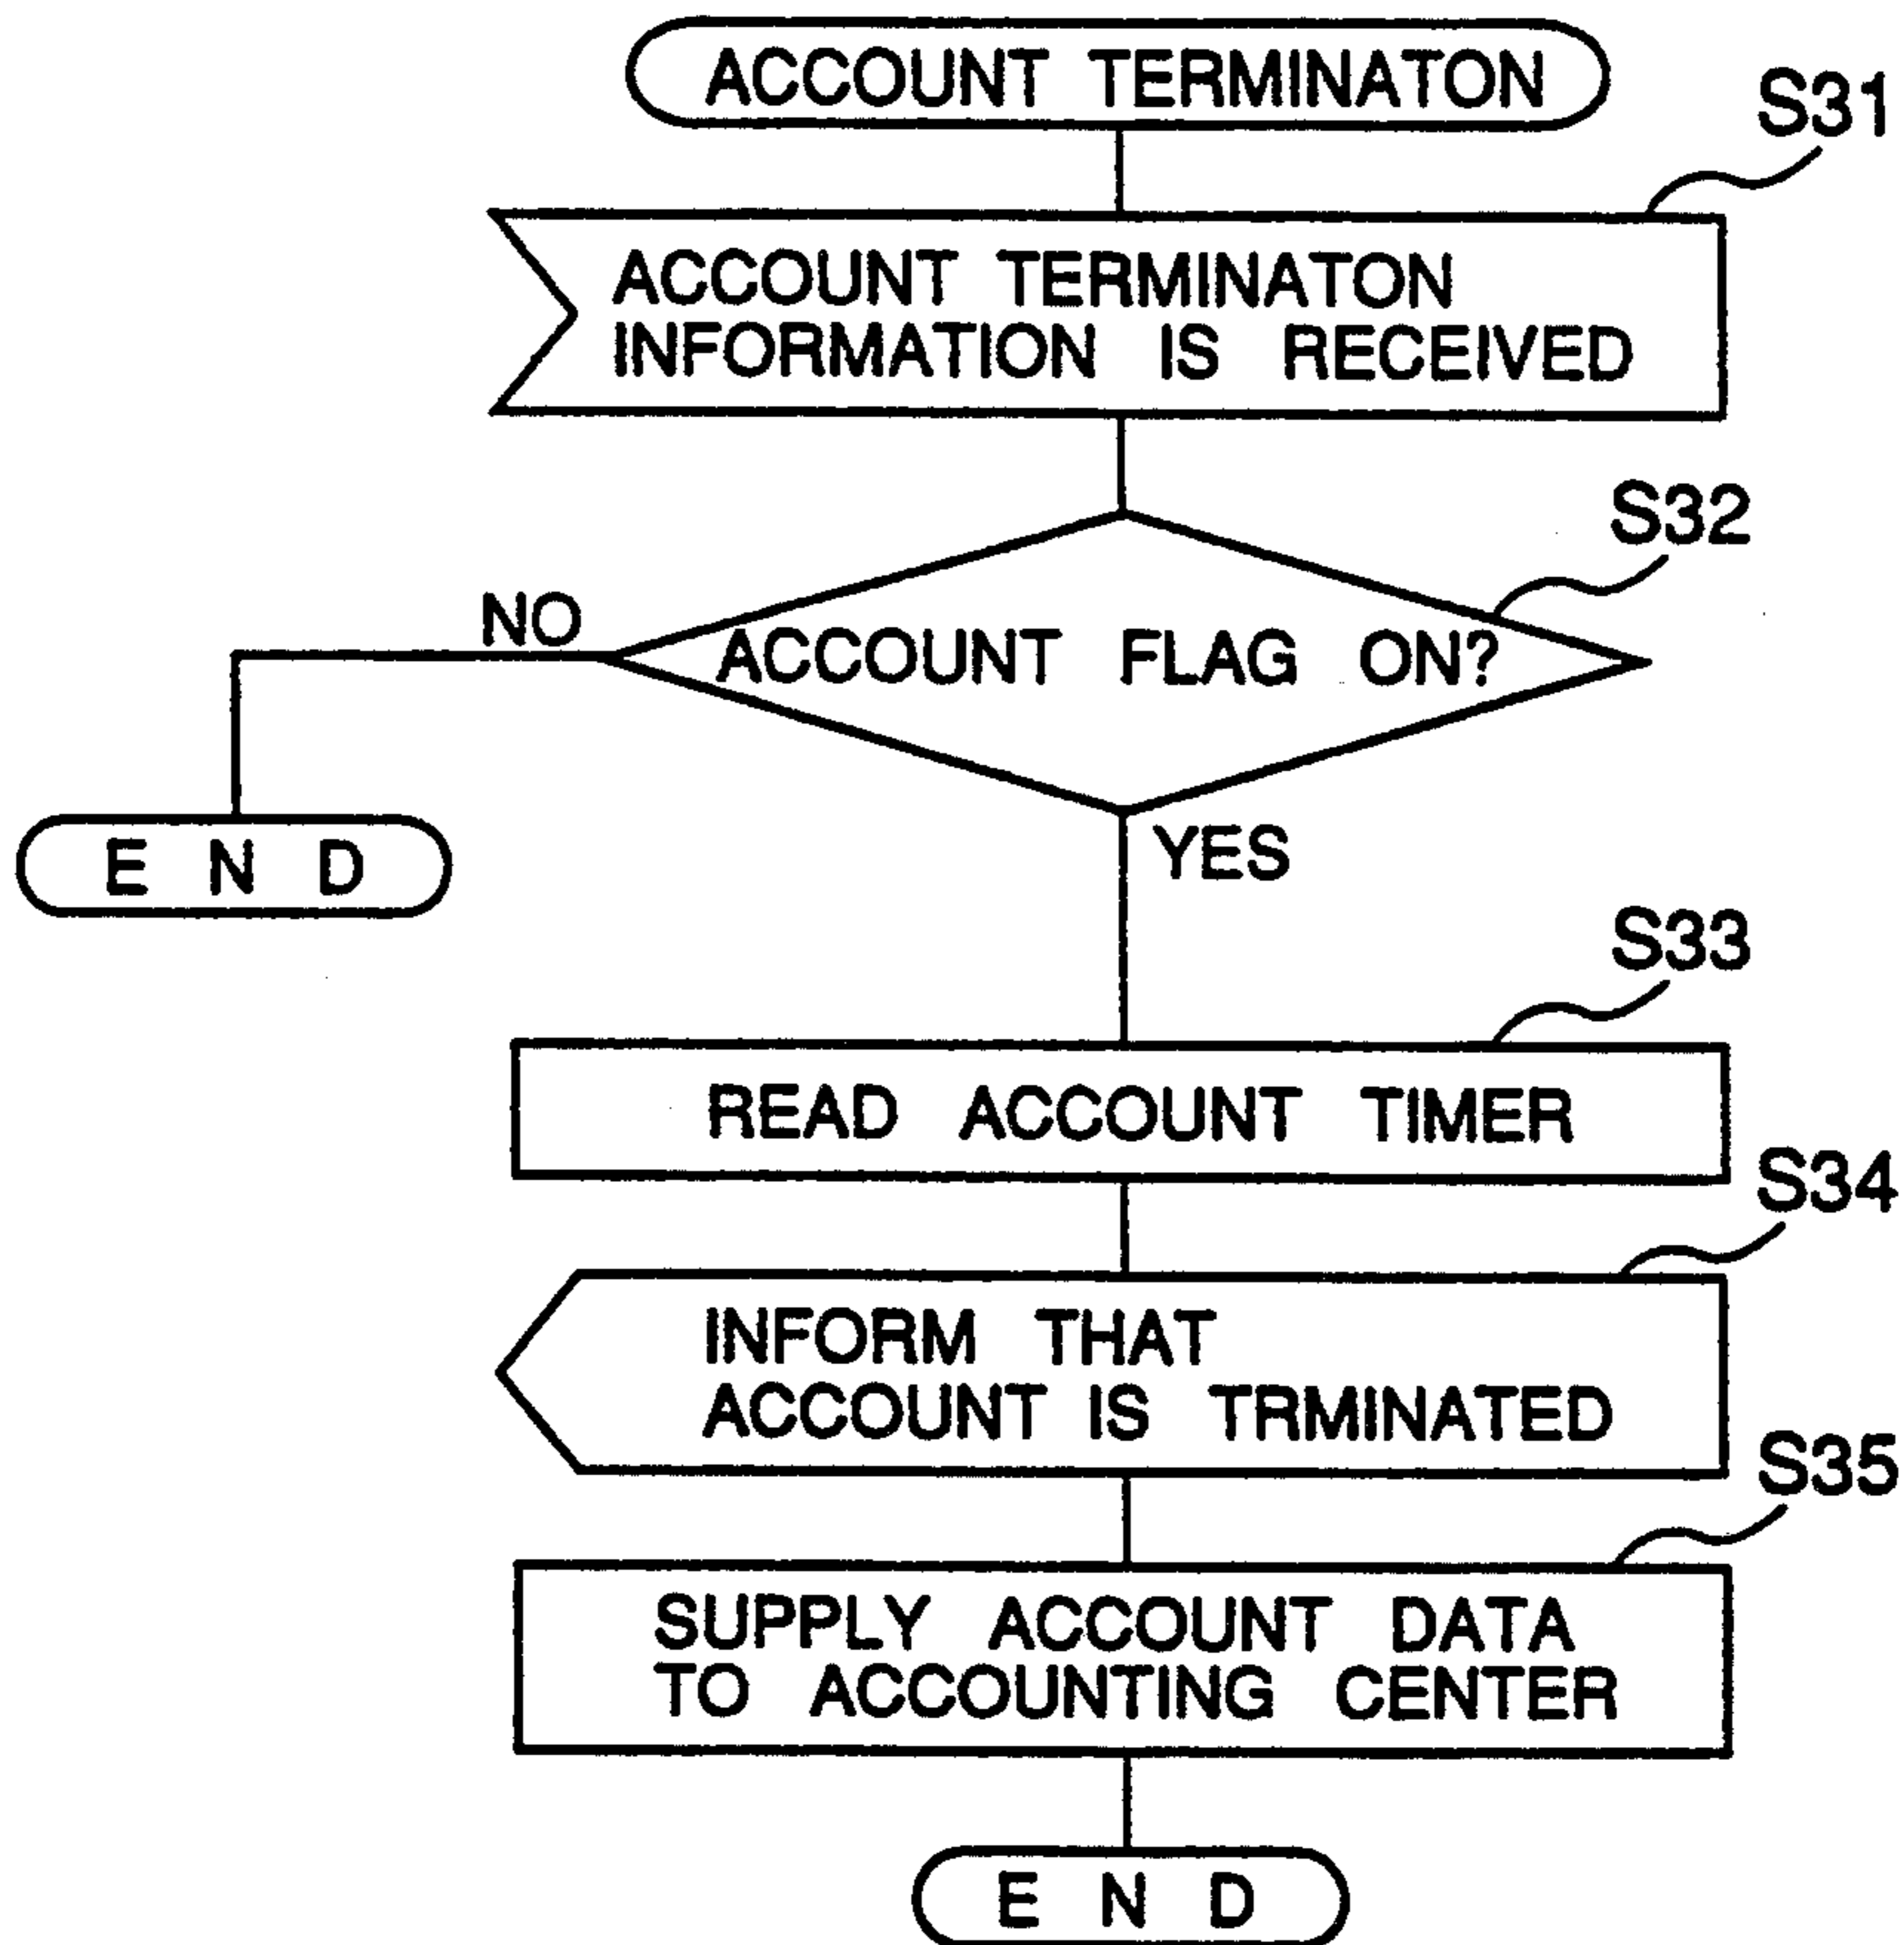 ACCOUNT TERMINATON
S31
ACCOUNT TERMINATON
INFORMATION IS RECEIVED
S32
NO
ACCOUNT FLAG ON?
E N D
YES
S33
READ ACCOUNT TIMER
S34
INFORM THAT
ACCOUNT IS TRMINATED
S35
SUPPLY ACCOUNT DATA
TO ACCOUNTING CENTER
E N D